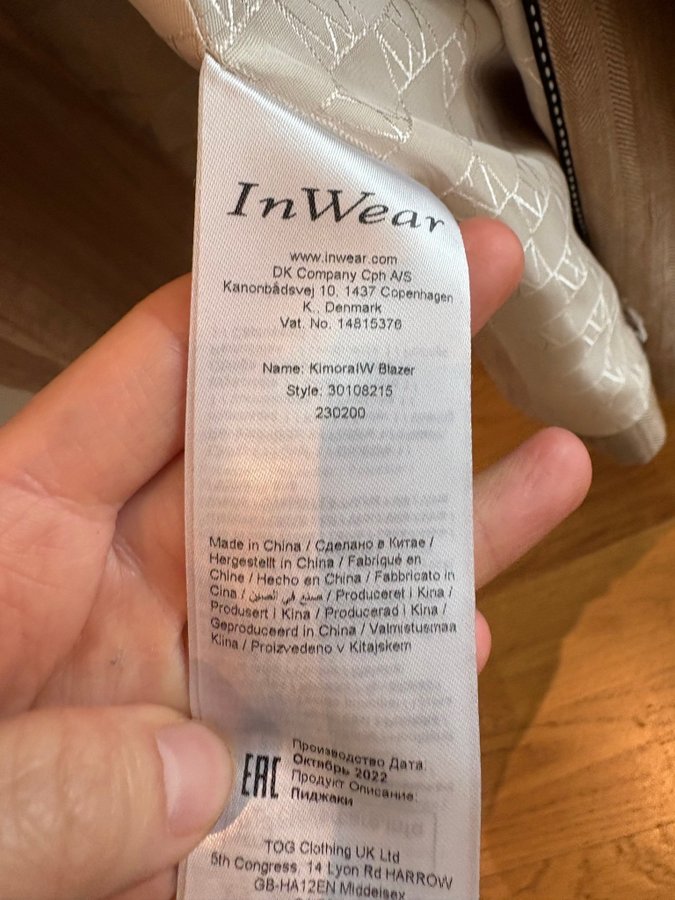 InWear
www.inwear.com
DK Company Cph A/S
Kanonbådsvej 10, 1437 Copenhagen
K., Denmark
Vat. No. 14815376
Name: KimoraIW Blazer
Style: 30108215
230200
Made in China / Сделано в Китае /
Hergestellt in China / Fabriqué en
Chine / Hecho en China / Fabbricato in
Cina / صنع في الصين / Produceret i Kina /
Produsert i Kina / Producerad i Kina /
Geproduceerd in China / Valmistusmaa
Kiina / Proizvedeno v Kitajskem
EAC
Производство Дата:
Октябрь 2022
Продукт Описание:
Пиджаки
TOG Clothing UK Ltd
5th Congress, 14 Lyon Rd HARROW
GB-HA12EN Middelsex